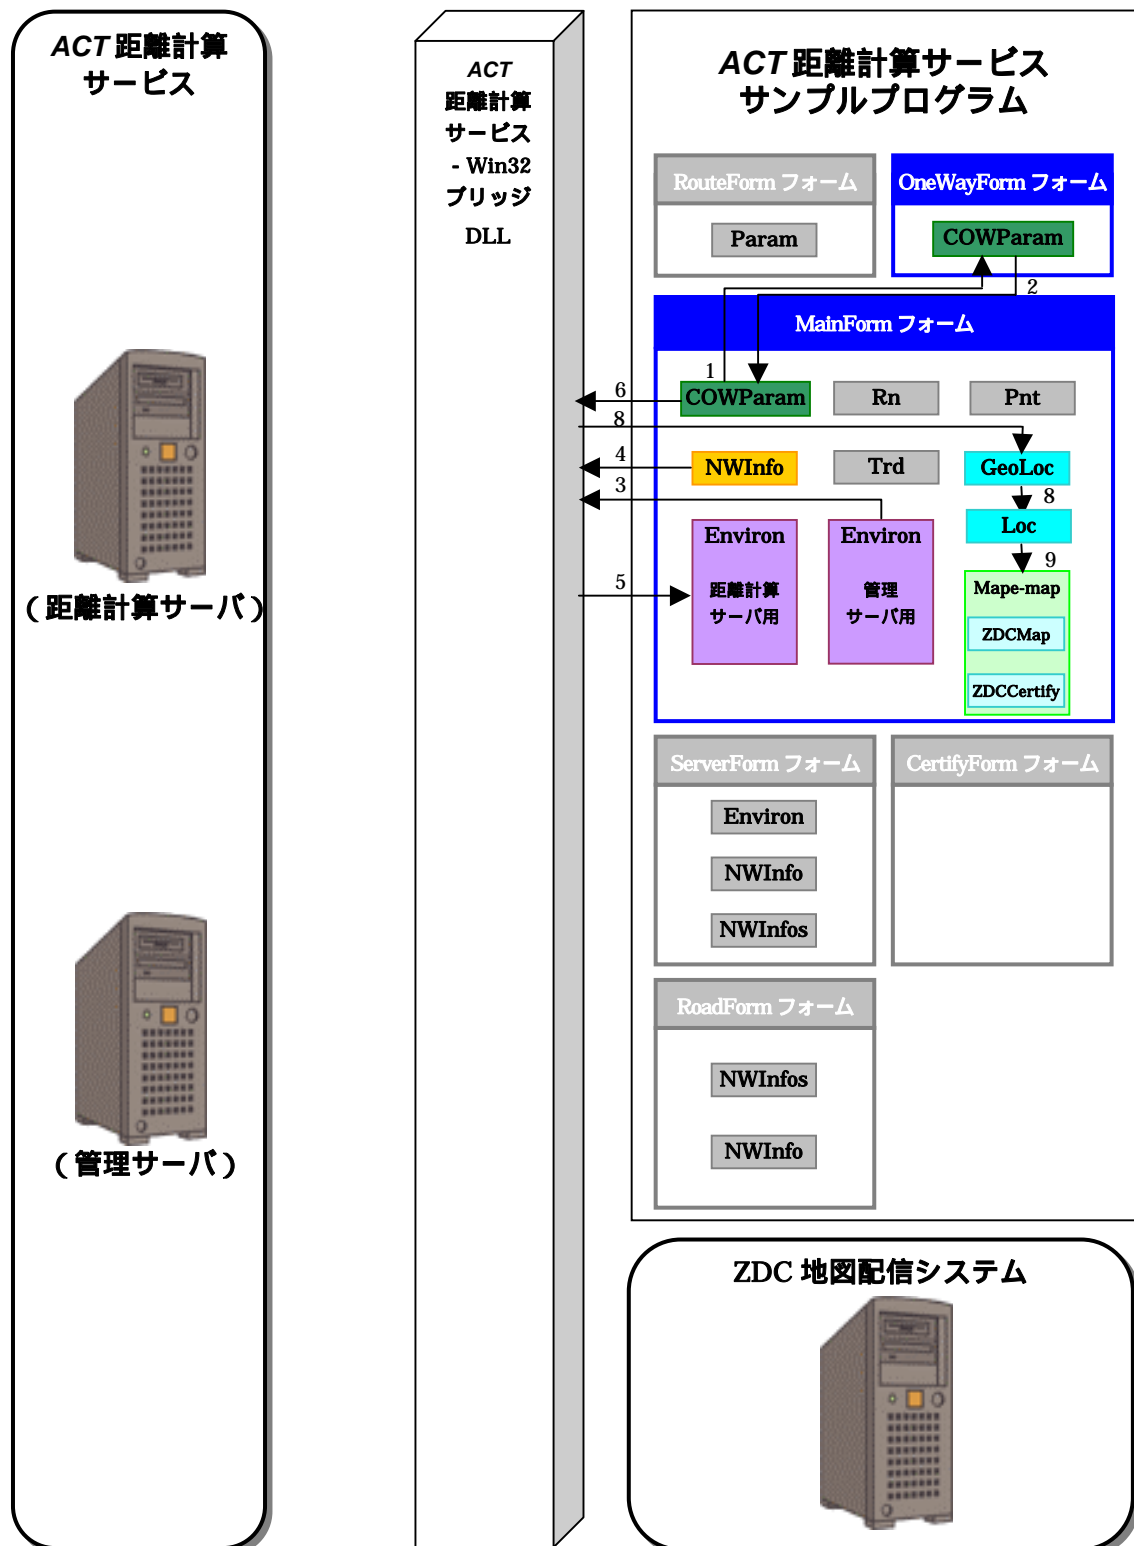 ACT 距離計算
サービス
(距離計算サーバ)
(管理サーバ)
ACT
距離計算
サービス
- Win32
ブリッジ
DLL
ACT 距離計算サービス
サンプルプログラム
RouteForm フォーム
Param
OneWayForm フォーム
COWParam
2
MainForm フォーム
1
6
COWParam
Rn
Pnt
8
4
NWInfo
Trd
GeoLoc
3
8
Loc
Environ
距離計算
サーバ用
Environ
管理
サーバ用
5
9
Mape-map
ZDCMap
ZDCCertify
ServerForm フォーム
Environ
NWInfo
NWInfos
CertifyForm フォーム
RoadForm フォーム
NWInfos
NWInfo
ZDC 地図配信システム